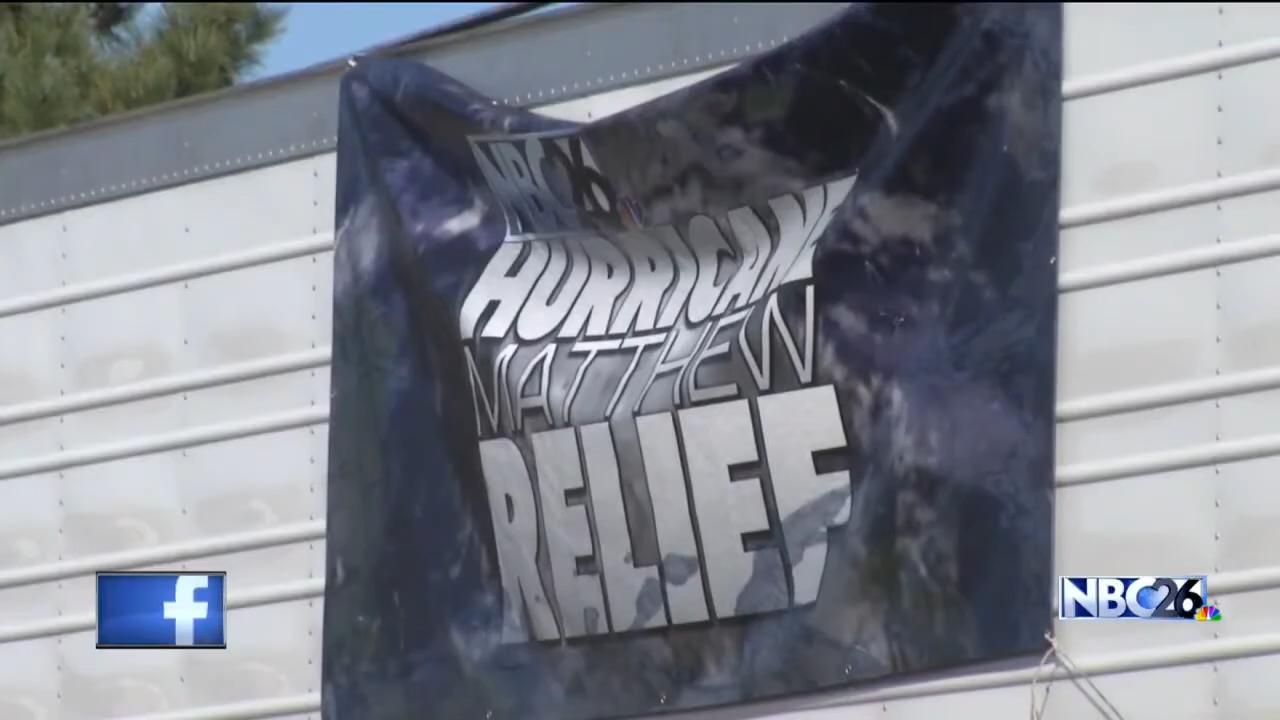 NBC26
HURRICANE
MATTHEW
RELIEF
f
NBC26